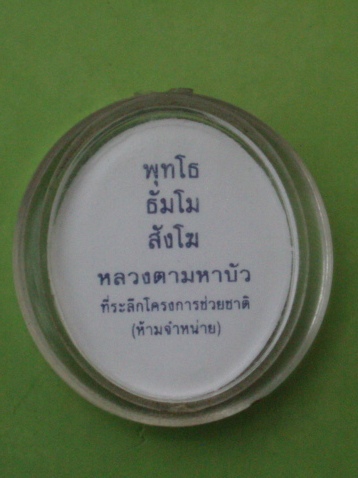 พุทโธ
ธัมโม
สังโฆ
หลวงตามหาบัว
ที่ระลึกโครงการช่วยชาติ
(ห้ามจำหน่าย)